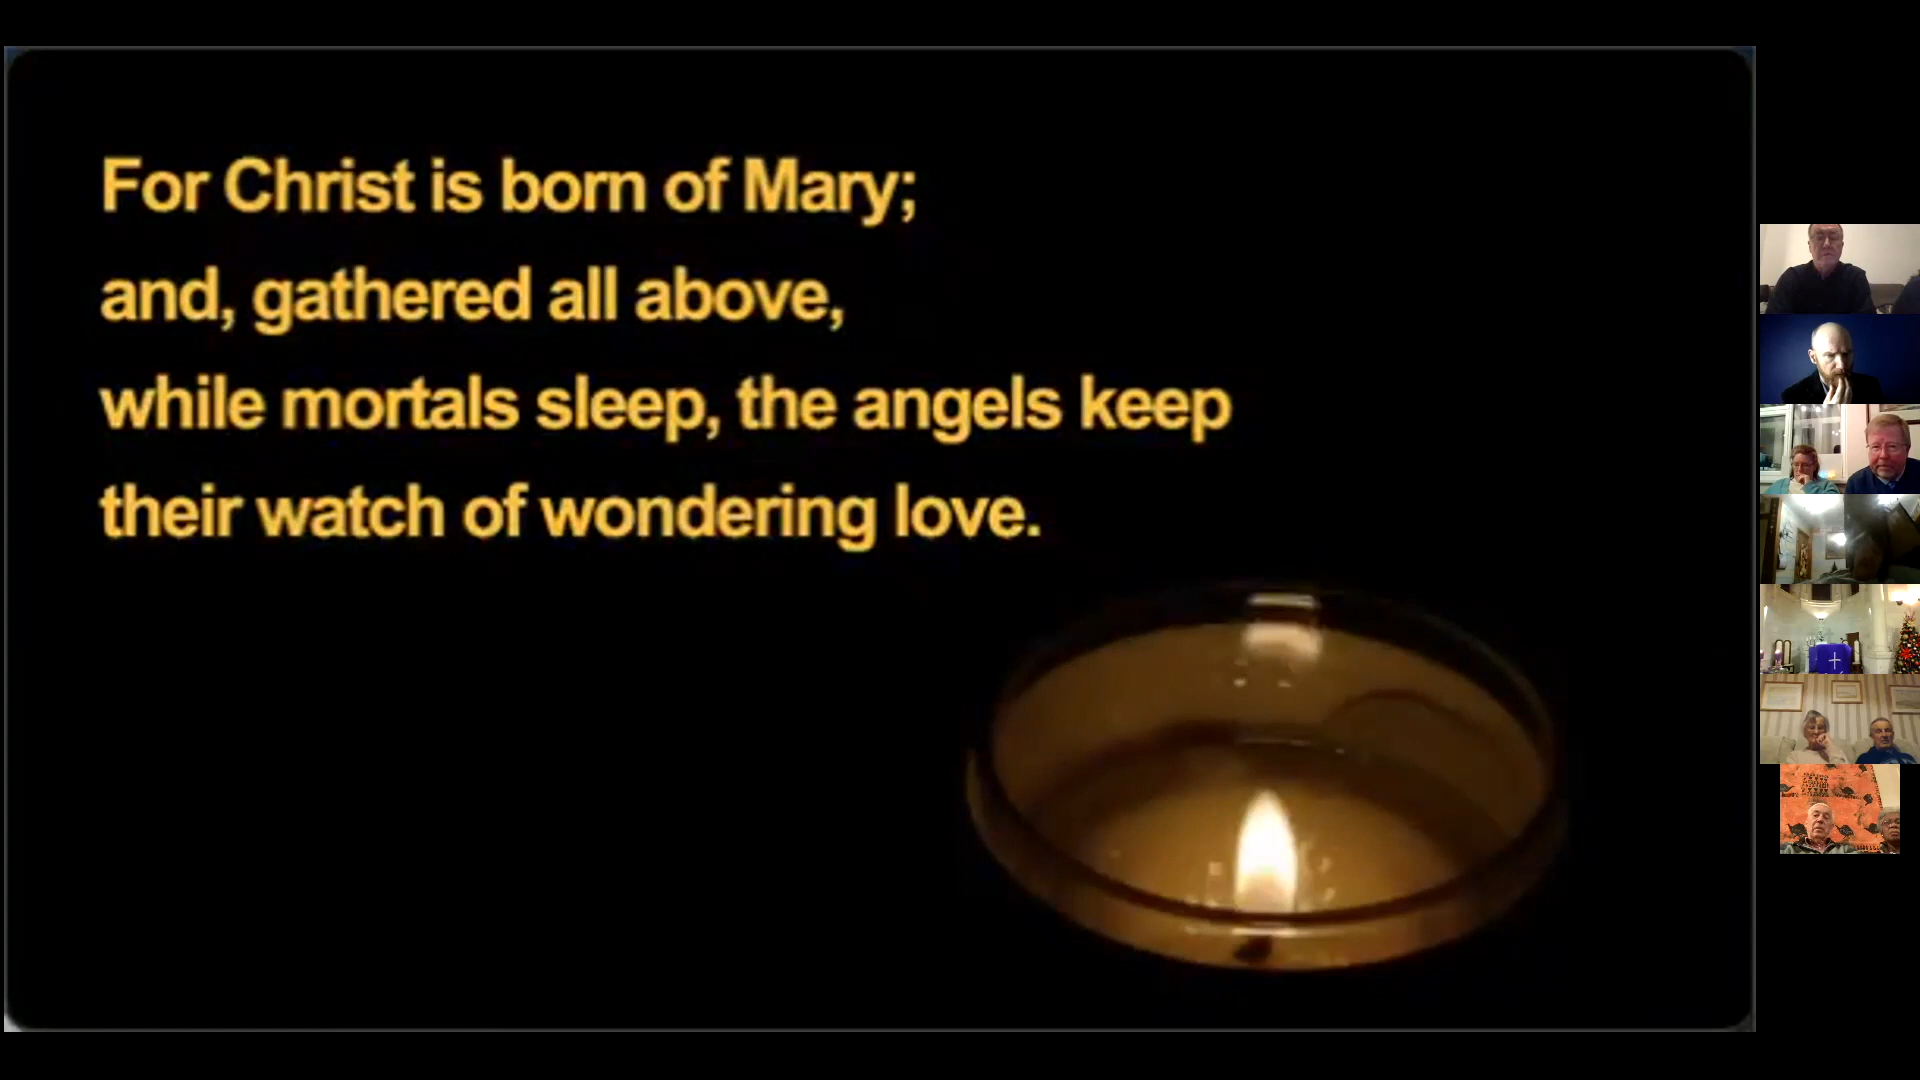 For Christ is born of Mary;
and, gathered all above,
while mortals sleep, the angels keep
their watch of wondering love.